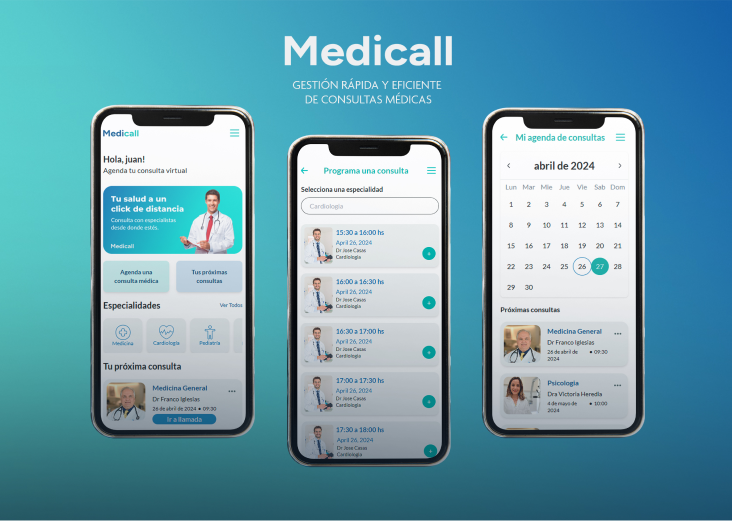 Medicall
GESTIÓN RÁPIDA Y EFICIENTE
DE CONSULTAS MÉDICAS
Medicall
Hola, juan!
Agenda tu consulta virtual
Tu salud a un
click de distancia
Consulta con especialistas
desde donde estés.
Medicall
Agenda una
consulta médica
Tus próximas
consultas
Especialidades
Ver Todos
Medicina
Cardiología
Pediatría
Tu próxima consulta
Medicina General
Dr Franco Iglesias
26 de abril de 2024 • 09:30
Ir a llamada
Programa una consulta
Selecciona una especialidad
Cardiología
15:30 a 16:00 hs
April 26, 2024
Dr Jose Casas
Cardiología
16:00 a 16:30 hs
April 26, 2024
Dr Jose Casas
Cardiología
16:30 a 17:00 hs
April 26, 2024
Dr Jose Casas
Cardiología
17:00 a 17:30 hs
April 26, 2024
Dr Jose Casas
Cardiología
17:30 a 18:00 hs
April 26, 2024
Dr Jose Casas
Cardiología
Mi agenda de consultas
abril de 2024
Lun Mar Mie Jue Vie Sab Dom
1 2 3 4 5 6 7
8 9 10 11 12 13 14
15 16 17 18 19 20 21
22 23 24 25 26 27 28
29 30
Próximas consultas
Medicina General
Dr Franco Iglesias
26 de abril de • 09:30
2024
Psicología
Dra Victoria Heredia
4 de mayo de • 10:00
2024